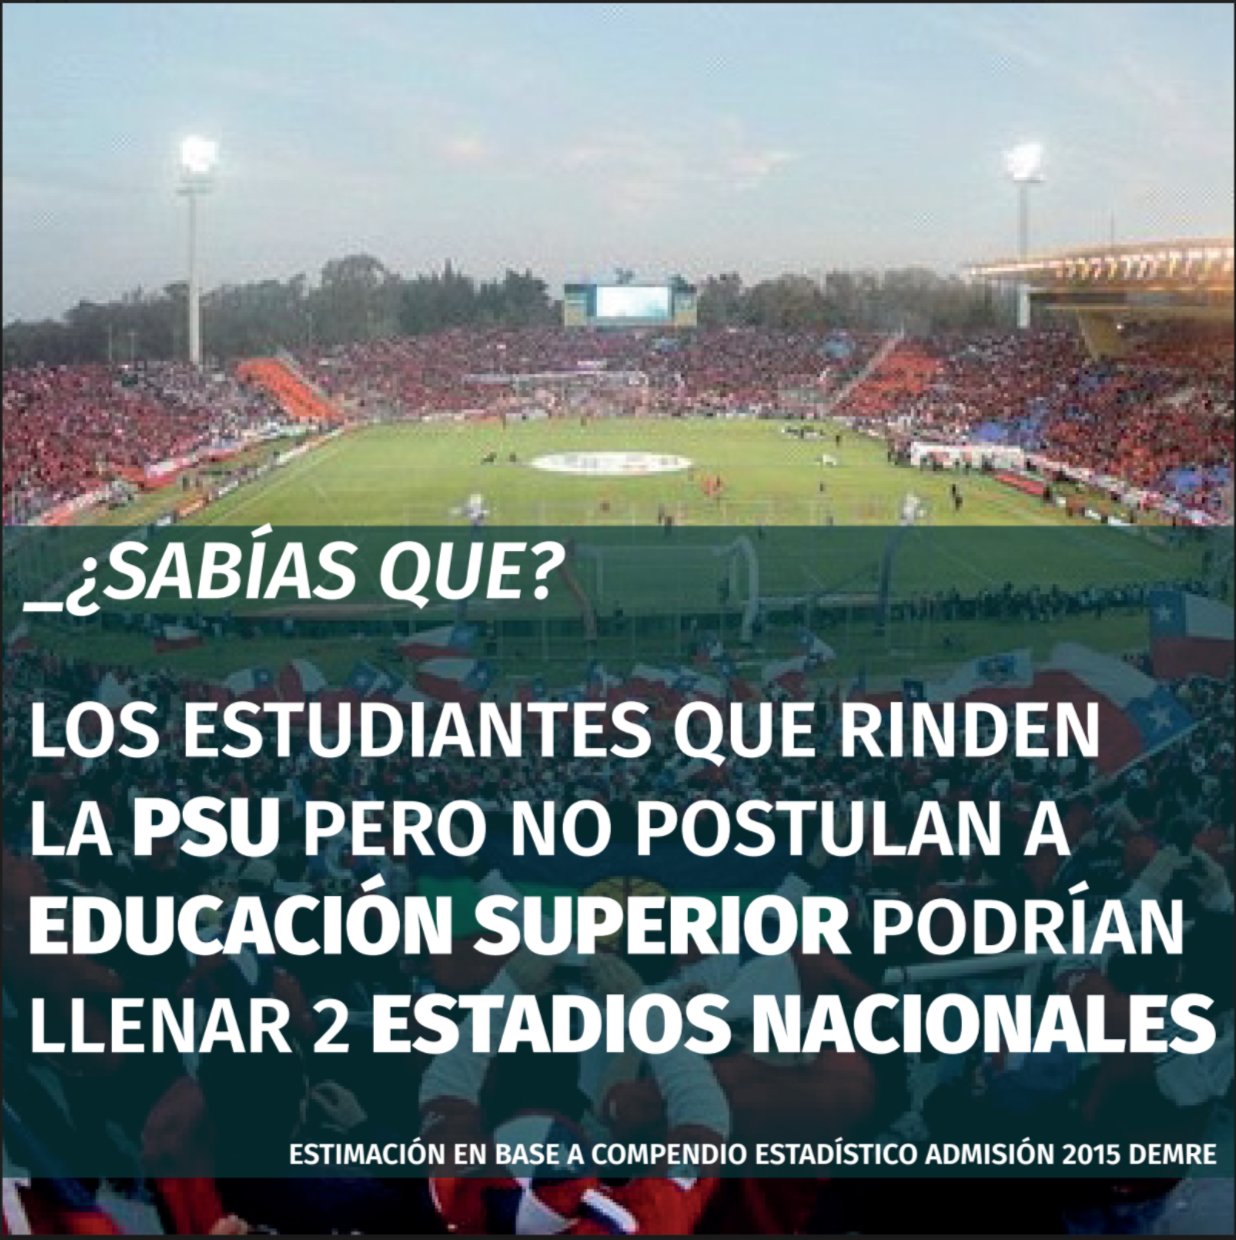 _¿SABÍAS QUE?
LOS ESTUDIANTES QUE RINDEN
LA PSU PERO NO POSTULAN A
EDUCACIÓN SUPERIOR PODRÍAN
LLENAR 2 ESTADIOS NACIONALES
ESTIMACIÓN EN BASE A COMPENDIO ESTADÍSTICO ADMISIÓN 2015 DEMRE